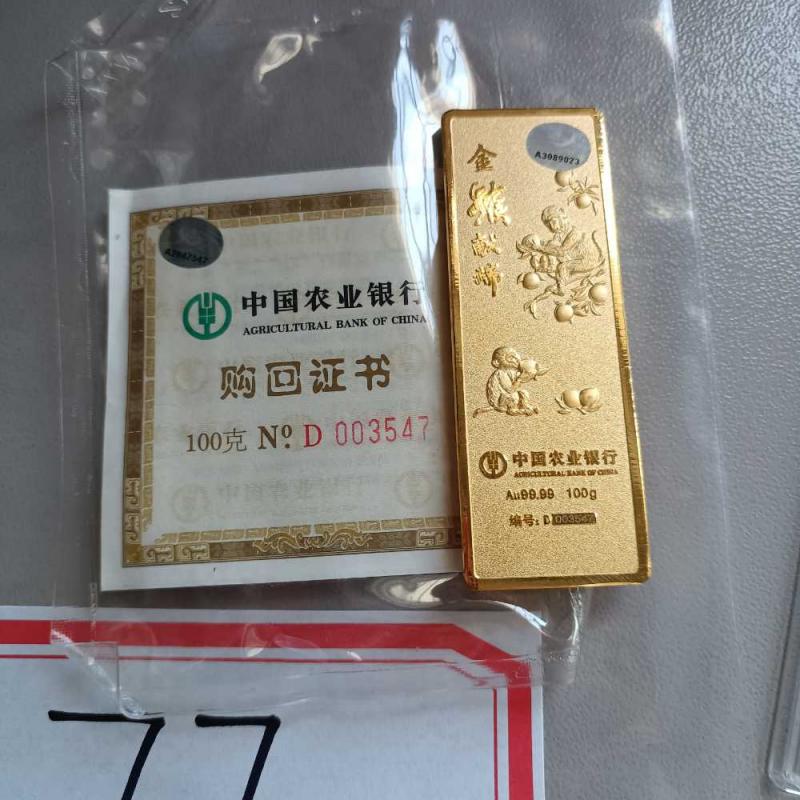 A3947547
中国农业银行
AGRICULTURAL BANK OF CHINA
购回证书
100克 Nº D 003547
A3989023
金猴献瑞
中国农业银行
AGRICULTURAL BANK OF CHINA
Au99.99 100g
编号: D 003547
77